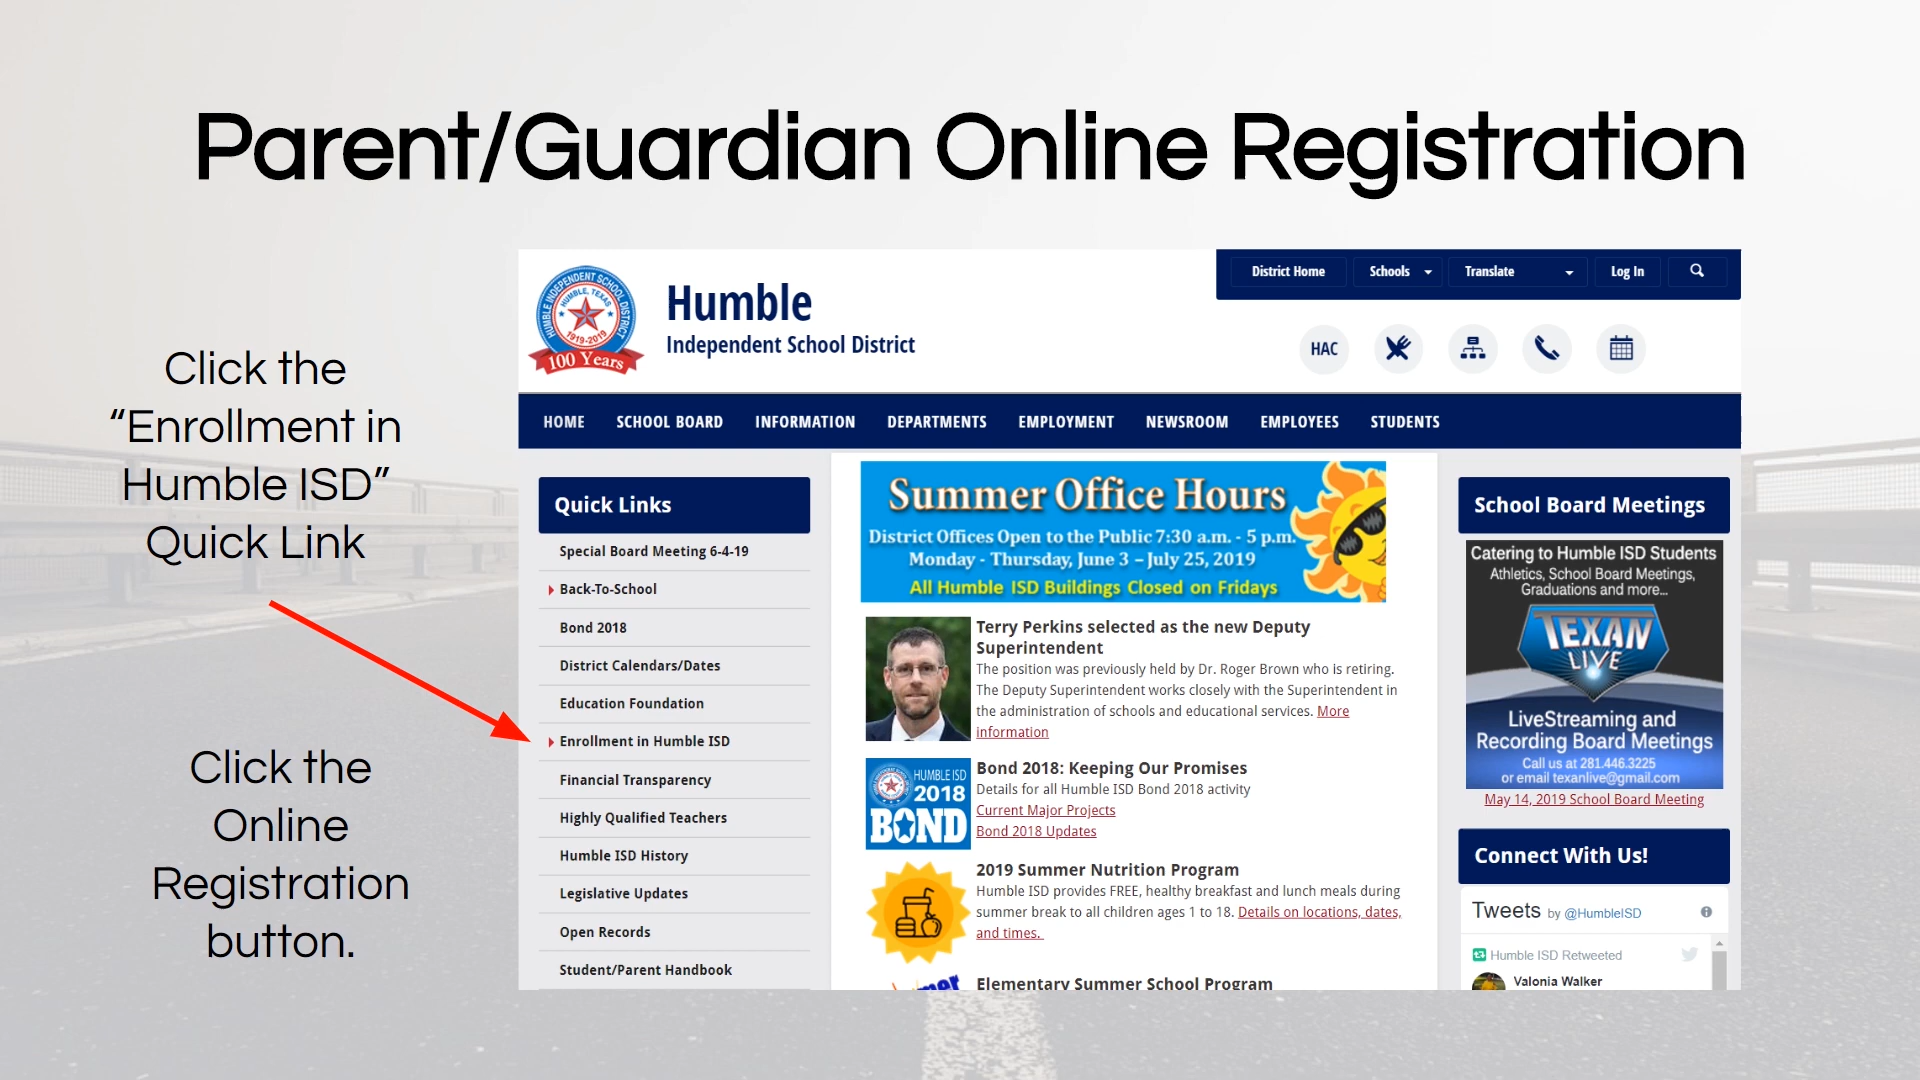 Parent/Guardian Online Registration
Click the
“Enrollment in
Humble ISD”
Quick Link
Click the
Online
Registration
button.
HUMBLE INDEPENDENT SCHOOL DISTRICT
HUMBLE, TEXAS
1919-2019
100 Years
Humble
Independent School District
District Home
Schools
Translate
Log In
HAC
HOME
SCHOOL BOARD
INFORMATION
DEPARTMENTS
EMPLOYMENT
NEWSROOM
EMPLOYEES
STUDENTS
Quick Links
Special Board Meeting 6-4-19
Back-To-School
Bond 2018
District Calendars/Dates
Education Foundation
Enrollment in Humble ISD
Financial Transparency
Highly Qualified Teachers
Humble ISD History
Legislative Updates
Open Records
Student/Parent Handbook
Summer Office Hours
District Offices Open to the Public 7:30 a.m. - 5 p.m.
Monday - Thursday, June 3 – July 25, 2019
All Humble ISD Buildings Closed on Fridays
Terry Perkins selected as the new Deputy
Superintendent
The position was previously held by Dr. Roger Brown who is retiring.
The Deputy Superintendent works closely with the Superintendent in
the administration of schools and educational services. More
information
HUMBLE ISD
2018
BOND
Bond 2018: Keeping Our Promises
Details for all Humble ISD Bond 2018 activity
Current Major Projects
Bond 2018 Updates
2019 Summer Nutrition Program
Humble ISD provides FREE, healthy breakfast and lunch meals during
summer break to all children ages 1 to 18. Details on locations, dates,
and times.
Elementary Summer School Program
School Board Meetings
Catering to Humble ISD Students
Athletics, School Board Meetings,
Graduations and more...
TEXAN
LIVE
LiveStreaming and
Recording Board Meetings
Call us at 281.446.3225
or email texanlive@gmail.com
May 14, 2019 School Board Meeting
Connect With Us!
Tweets by @HumbleISD
Humble ISD Retweeted
Valonia Walker